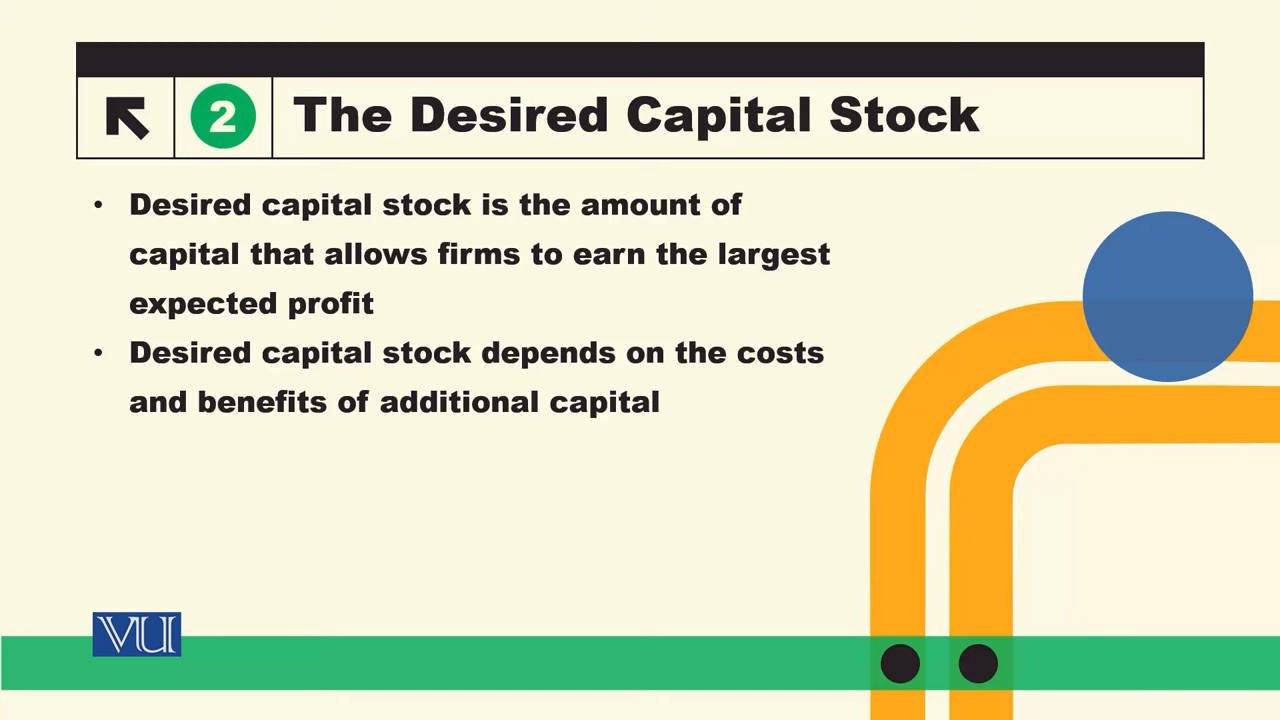 2 The Desired Capital Stock
• Desired capital stock is the amount of
capital that allows firms to earn the largest
expected profit
• Desired capital stock depends on the costs
and benefits of additional capital
VU